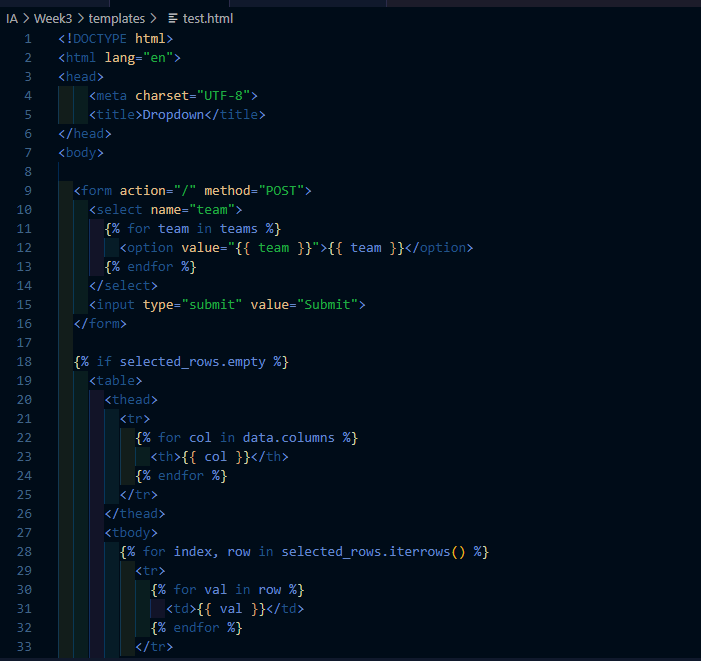 IA > Week3 > templates > test.html
1 <!DOCTYPE html>
2 <html lang="en">
3 <head>
4 <meta charset="UTF-8">
5 <title>Dropdown</title>
6 </head>
7 <body>
8
9 <form action="/" method="POST">
10 <select name="team">
11 {% for team in teams %}
12 <option value="{{ team }}">{{ team }}</option>
13 {% endfor %}
14 </select>
15 <input type="submit" value="Submit">
16 </form>
17
18 {% if selected_rows.empty %}
19 <table>
20 <thead>
21 <tr>
22 {% for col in data.columns %}
23 <th>{{ col }}</th>
24 {% endfor %}
25 </tr>
26 </thead>
27 <tbody>
28 {% for index, row in selected_rows.iterrows() %}
29 <tr>
30 {% for val in row %}
31 <td>{{ val }}</td>
32 {% endfor %}
33 </tr>